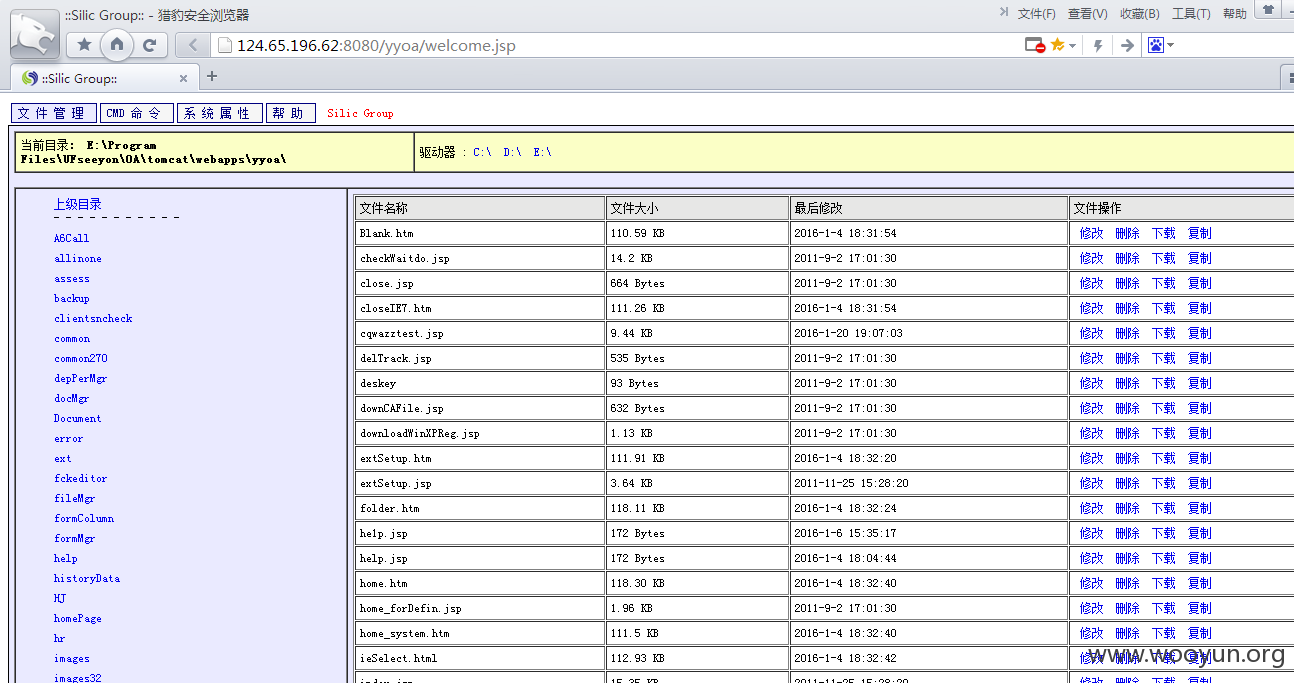 ::Silic Group:: - 猎豹安全浏览器
文件(F) 查看(V) 收藏(B) 工具(T) 帮助
124.65.196.62:8080/yyoa/welcome.jsp
::Silic Group::
文件管理 CMD 命令 系统属性 帮助 Silic Group
当前目录: E:\Program
Files\UFseeyon\OA\tomcat\webapps\yyoa\
驱动器 : C:\ D:\ E:\
上级目录
- - - - - - - - - - -
A6Call
allinone
assess
backup
clientsncheck
common
common270
depPerMgr
docMgr
Document
error
ext
fckeditor
fileMgr
formColumn
formMgr
help
historyData
HJ
homePage
hr
images
images32
文件名称 文件大小 最后修改 文件操作
Blank.htm 110.59 KB 2016-1-4 18:31:54 修改 删除 下载 复制
checkWaitdo.jsp 14.2 KB 2011-9-2 17:01:30 修改 删除 下载 复制
close.jsp 664 Bytes 2011-9-2 17:01:30 修改 删除 下载 复制
closeIE7.htm 111.26 KB 2016-1-4 18:31:54 修改 删除 下载 复制
cqwazztest.jsp 9.44 KB 2016-1-20 19:07:03 修改 删除 下载 复制
delTrack.jsp 535 Bytes 2011-9-2 17:01:30 修改 删除 下载 复制
deskey 93 Bytes 2011-9-2 17:01:30 修改 删除 下载 复制
downCAFile.jsp 632 Bytes 2011-9-2 17:01:30 修改 删除 下载 复制
downloadWinXPReg.jsp 1.13 KB 2011-9-2 17:01:30 修改 删除 下载 复制
extSetup.htm 111.91 KB 2016-1-4 18:32:20 修改 删除 下载 复制
extSetup.jsp 3.64 KB 2011-11-25 15:28:20 修改 删除 下载 复制
folder.htm 118.11 KB 2016-1-4 18:32:24 修改 删除 下载 复制
he1p.jsp 172 Bytes 2016-1-6 15:35:17 修改 删除 下载 复制
help.jsp 172 Bytes 2016-1-4 18:04:44 修改 删除 下载 复制
home.htm 118.30 KB 2016-1-4 18:32:40 修改 删除 下载 复制
home_forDefin.jsp 1.96 KB 2011-9-2 17:01:30 修改 删除 下载 复制
home_system.htm 111.5 KB 2016-1-4 18:32:40 修改 删除 下载 复制
ieSelect.html 112.93 KB 2016-1-4 18:32:42 修改 删除 下载 复制
index.jsp 15.35 KB 2011-11-25 15:28:20 修改 删除 下载 复制
www.wooyun.org